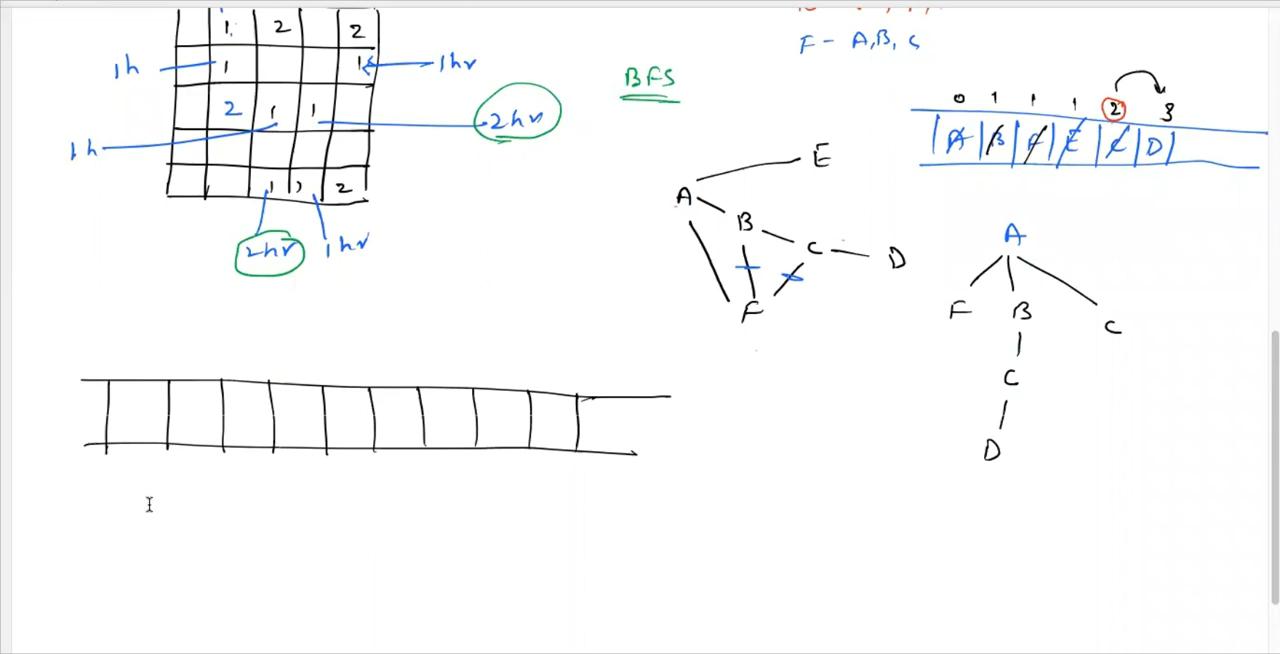 1 2 2
1h 1 1 1hr
2 1 1 2hr
1h
1 1 2
2hr 1hr
F - A, B, C
BFS
0 1 1 1 2 3
A B F E C D
E
A
B
C D
F
A
F B C
C
D